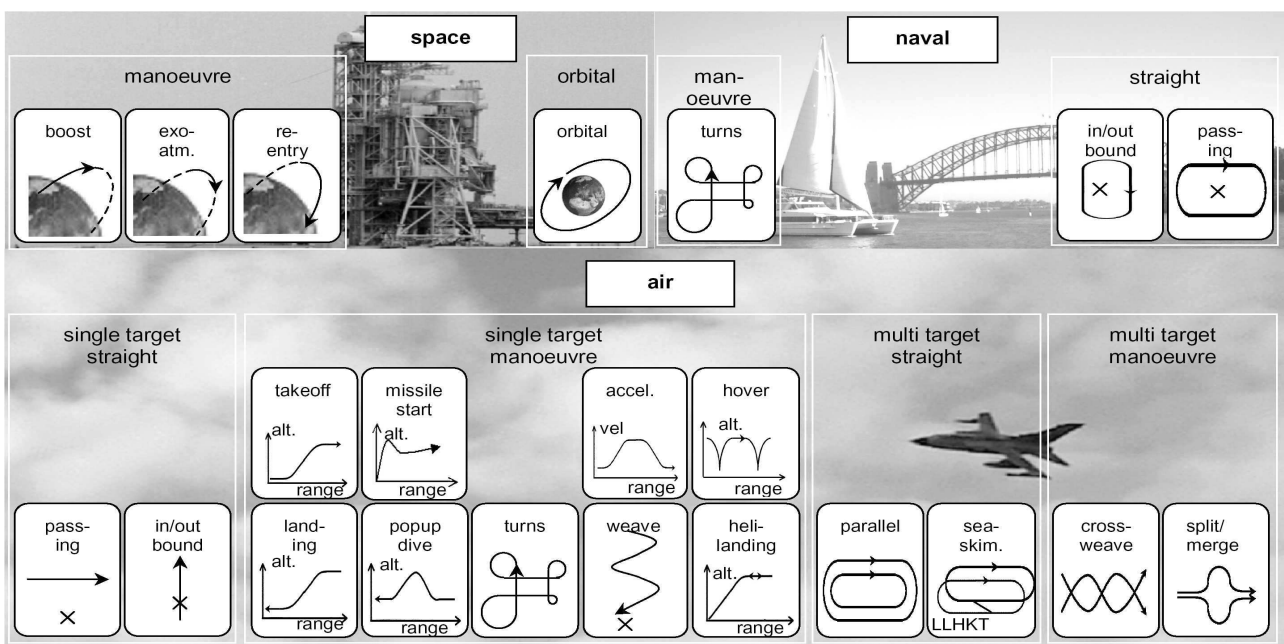 space
naval
manoeuvre
orbital
man-
oeuvre
straight
boost
exo-
atm.
re-
entry
orbital
turns
in/out
bound
pass-
ing
air
single target
straight
single target
manoeuvre
multi target
straight
multi target
manoeuvre
takeoff
alt.
range
missile
start
alt.
range
accel.
vel
range
hover
alt.
range
pass-
ing
in/out
bound
land-
ing
alt.
range
popup
dive
alt.
range
turns
weave
heli-
landing
alt.
range
parallel
sea-
skim.
LLHKT
cross-
weave
split/
merge